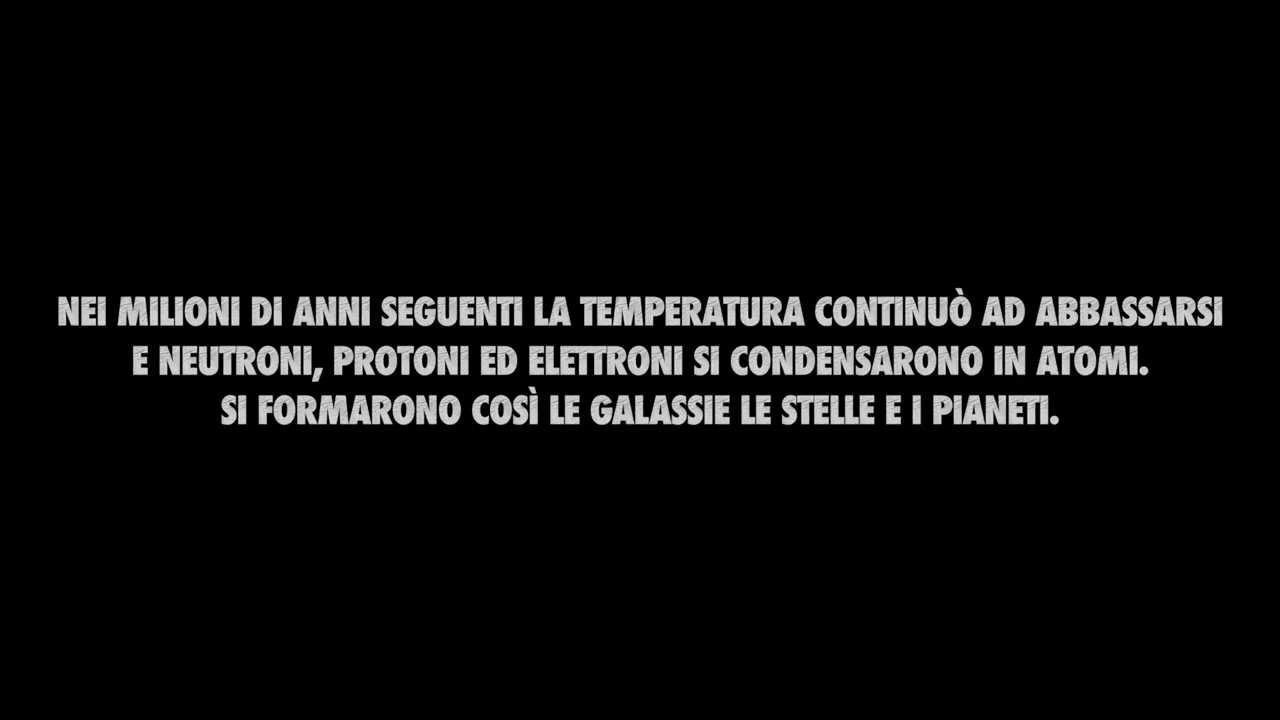 NEI MILIONI DI ANNI SEGUENTI LA TEMPERATURA CONTINUÒ AD ABBASSARSI
E NEUTRONI, PROTONI ED ELETTRONI SI CONDENSARONO IN ATOMI.
SI FORMARONO COSÌ LE GALASSIE LE STELLE E I PIANETI.